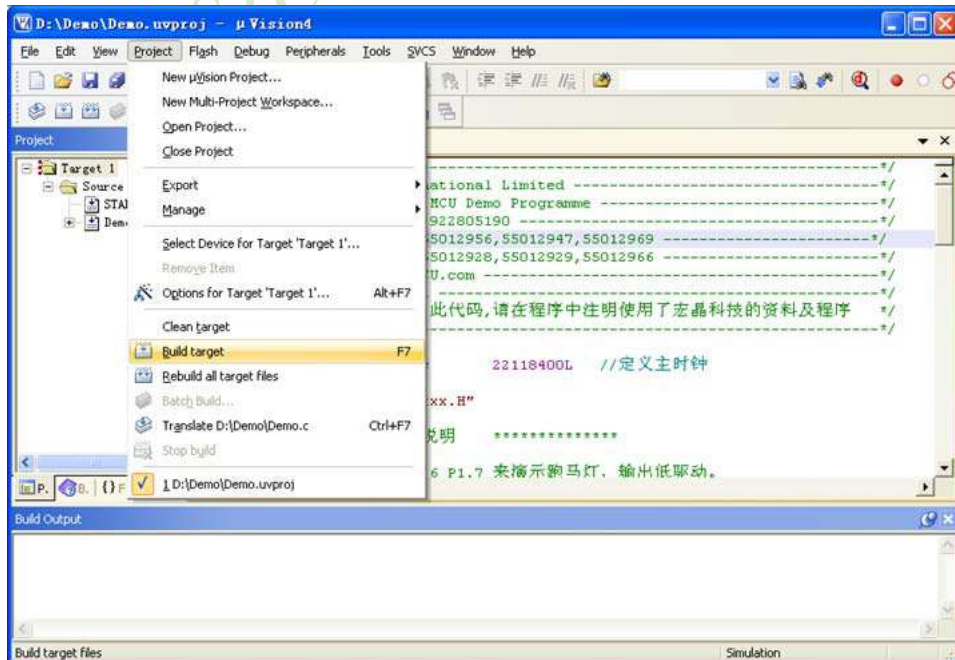 D:\Demo\Demo.uvproj - µVision4
File Edit View Project Flash Debug Peripherals Tools SVCS Window Help
New µVision Project...
New Multi-Project Workspace...
Open Project...
Close Project
Export
Manage
Select Device for Target 'Target 1'...
Remove Item
Options for Target 'Target 1'... Alt+F7
Clean target
Build target F7
Rebuild all target files
Batch Build...
Translate D:\Demo\Demo.c Ctrl+F7
Stop build
1 D:\Demo\Demo.uvproj
Project
Target 1
Source
STA
Dem
P. B. {} F
---*/
ational Limited ---*/
MCU Demo Programme ---*/
922805190 ---*/
55012956,55012947,55012969 ---*/
55012928,55012929,55012966 ---*/
U.com ---*/
---*/
此代码,请在程序中注明使用了宏晶科技的资料及程序 */
---*/
22118400L //定义主时钟
xx.H"
说明 **************
6 P1.7 来演示跑马灯, 输出低驱动。
Build Output
Build target files Simulation